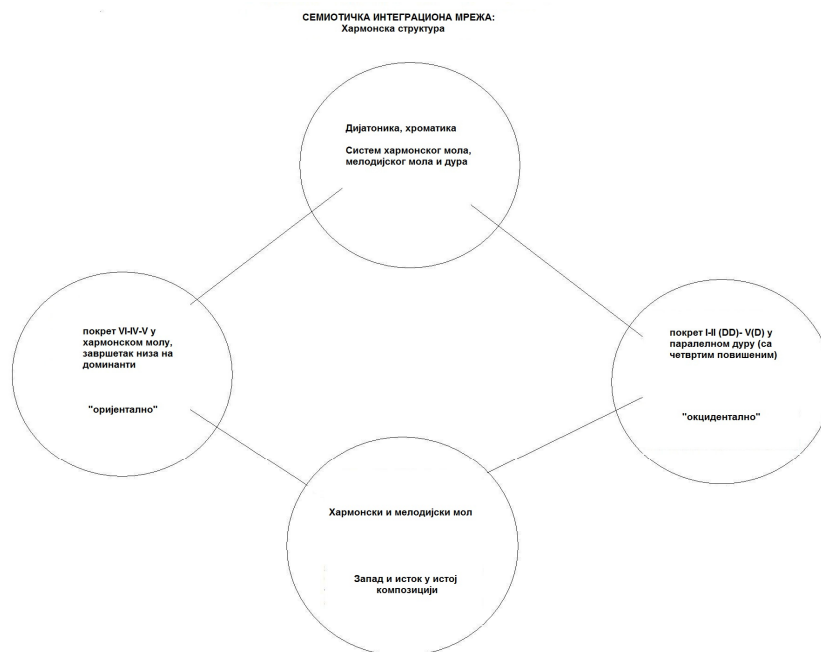 СЕМИОТИЧКА ИНТЕГРАЦИОНА МРЕЖА:
Хармонска структура
Дијатоника, хроматика
Систем хармонског мола,
мелодијског мола и дура
покрет VI-IV-V у
хармонском молу,
завршетак низа на
доминанти
"оријентално"
покрет I-II (DD)- V(D) у
паралелном дуру (са
четвртим повишеним)
"окцидентално"
Хармонски и мелодијски мол
Запад и исток у истој
композицији